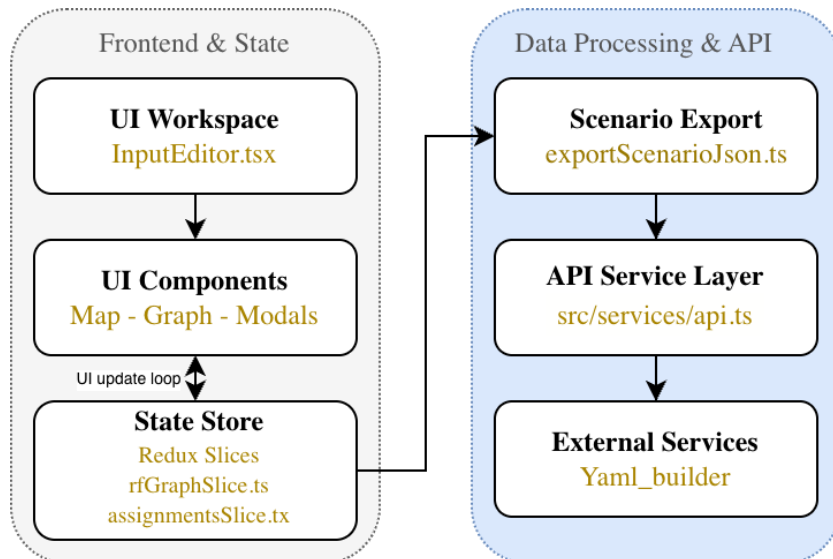 Frontend & State
UI Workspace
InputEditor.tsx
UI Components
Map - Graph - Modals
UI update loop
State Store
Redux Slices
rfGraphSlice.ts
assignmentsSlice.tx
Data Processing & API
Scenario Export
exportScenarioJson.ts
API Service Layer
src/services/api.ts
External Services
Yaml_builder